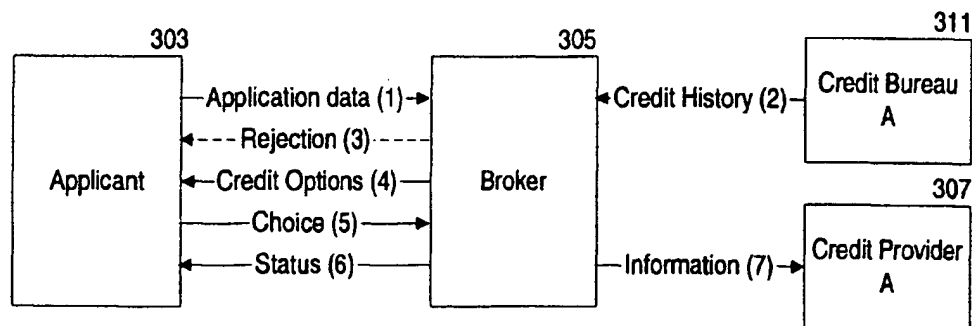 303
305
311
Application data (1)
Credit History (2)
Credit Bureau
A
Rejection (3)
Applicant
Credit Options (4)
Broker
307
Choice (5)
Status (6)
Information (7)
Credit Provider
A